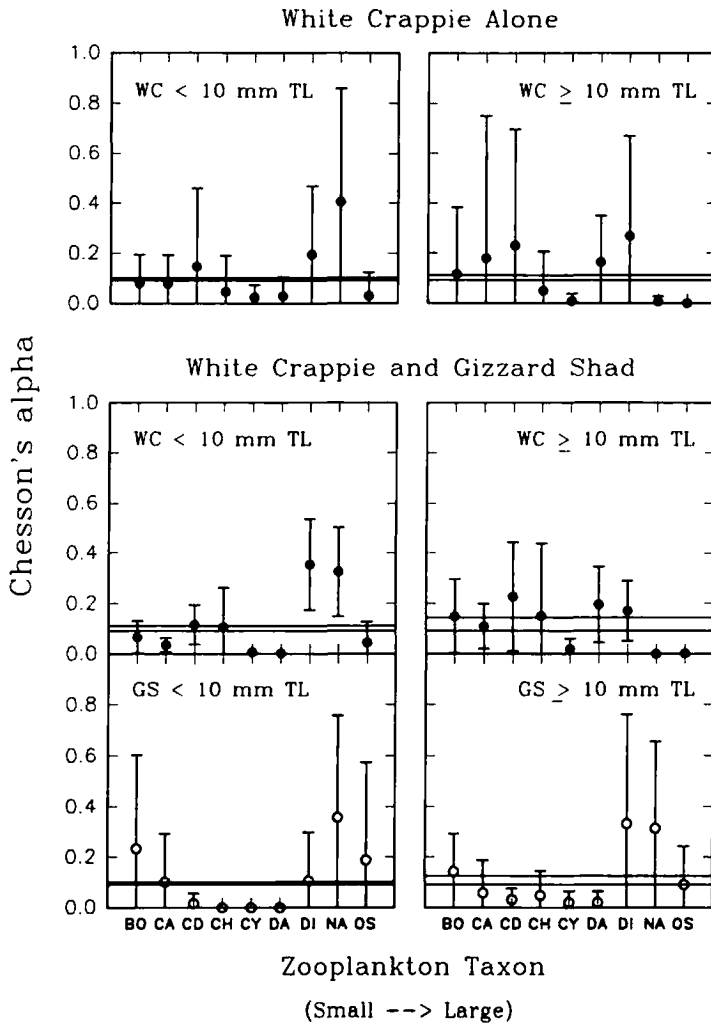 White Crappie Alone
WC < 10 mm TL
WC ≥ 10 mm TL
1.0
0.8
0.6
0.4
0.2
0.0
White Crappie and Gizzard Shad
WC < 10 mm TL
WC ≥ 10 mm TL
1.0
0.8
0.6
0.4
0.2
0.0
GS < 10 mm TL
GS ≥ 10 mm TL
0.8
0.6
0.4
0.2
0.0
Chesson's alpha
BO CA CD CH CY DA DI NA OS
BO CA CD CH CY DA DI NA OS
Zooplankton Taxon
(Small --> Large)